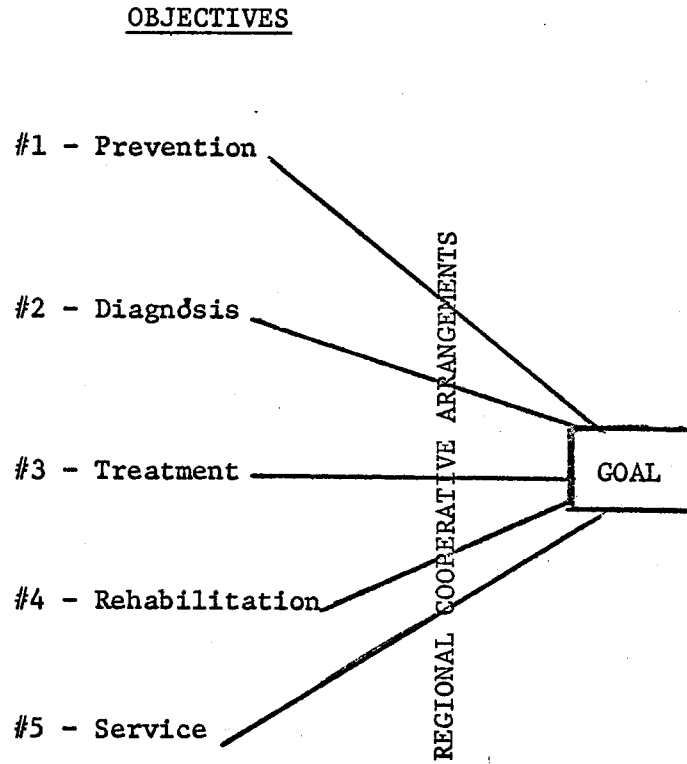 OBJECTIVES
#1 - Prevention
#2 - Diagnosis
#3 - Treatment
#4 - Rehabilitation
#5 - Service
REGIONAL COOPERATIVE ARRANGEMENTS
GOAL